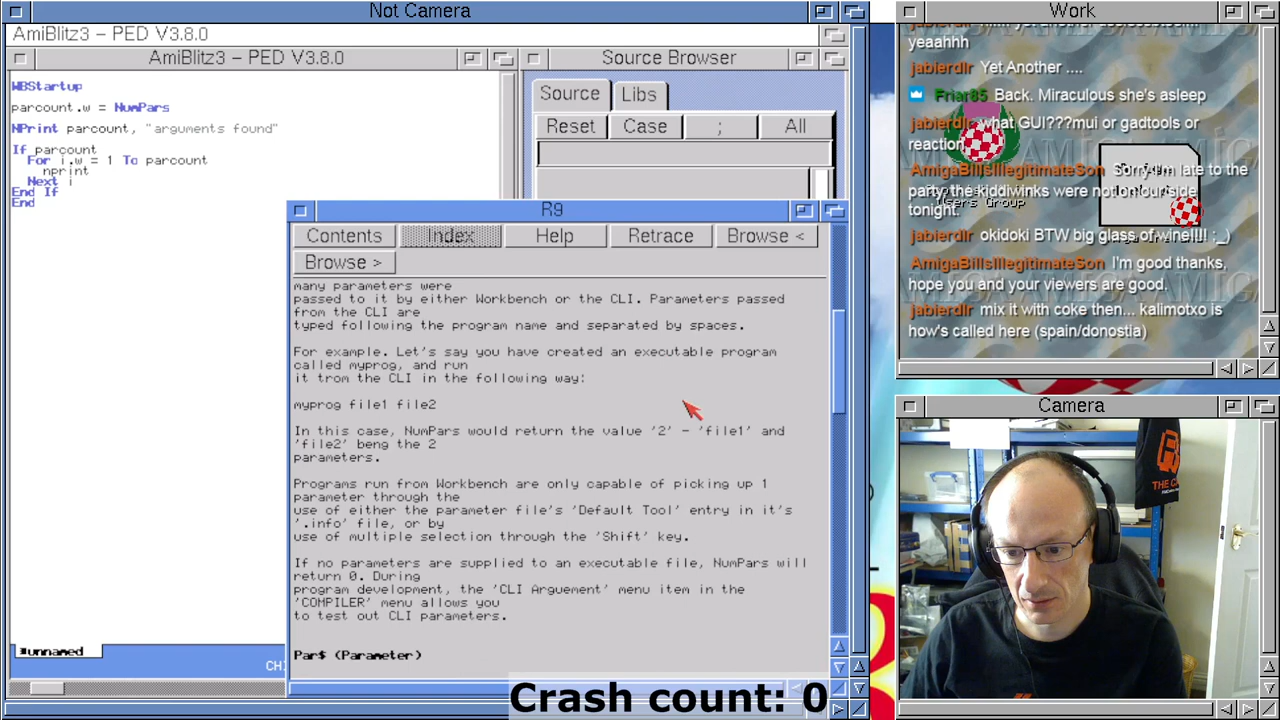 Not Camera
AmiBlitz3 - PED V3.8.0
AmiBlitz3 - PED V3.8.0
WBStartup
parcount.w = NumPars
NPrint parcount, "arguments found"
If parcount
For i.w = 1 To parcount
nprint
Next i
End If
End
*unnamed
Source Browser
Source
Libs
Reset
Case
;
All
R9
Contents
Index
Help
Retrace
Browse <
Browse >
many parameters were
passed to it by either Workbench or the CLI. Parameters passed
from the CLI are
typed following the program name and separated by spaces.
For example. Let's say you have created an executable program
called myprog, and run
it trom the CLI in the following way:
myprog file1 file2
In this case, NumPars would return the value '2' - 'file1' and
'file2' beng the 2
parameters.
Programs run from Workbench are only capable of picking up 1
parameter through the
use of either the parameter file's 'Default Tool' entry in it's
'.info' file, or by
use of multiple selection through the 'Shift' key.
If no parameters are supplied to an executable file, NumPars will
return 0. During
program development, the 'CLI Arguement' menu item in the
'COMPILER' menu allows you
to test out CLI parameters.
Par$ (Parameter)
Crash count: 0
Work
yeaahhh
jabierdlr Yet Another ....
Friar85 Back. Miraculous she's asleep
jabierdlr what GUI???mui or gadtools or
reaction
AmigaBillsIllegitimateSon Sorry I'm late to the
party, the kiddiwinks were not on our side
tonight.
Users Group
jabierdlr okidoki BTW big glass of wine!!!! ;_)
AmigaBillsIllegitimateSon I'm good thanks,
hope you and your viewers are good.
jabierdlr mix it with coke then... kalimotxo is
how's called here (spain/donostia)
Camera